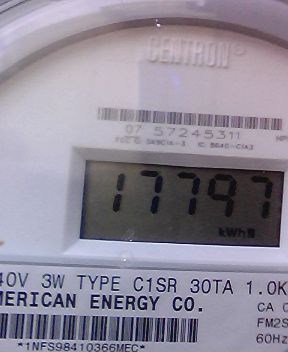 CENTRON®
07 57245311
17797
kWh
40V 3W TYPE C1SR 30TA 1.0K
MERICAN ENERGY CO.
CA 0
FM2S
60Hz
*1NFS98410366MEC*